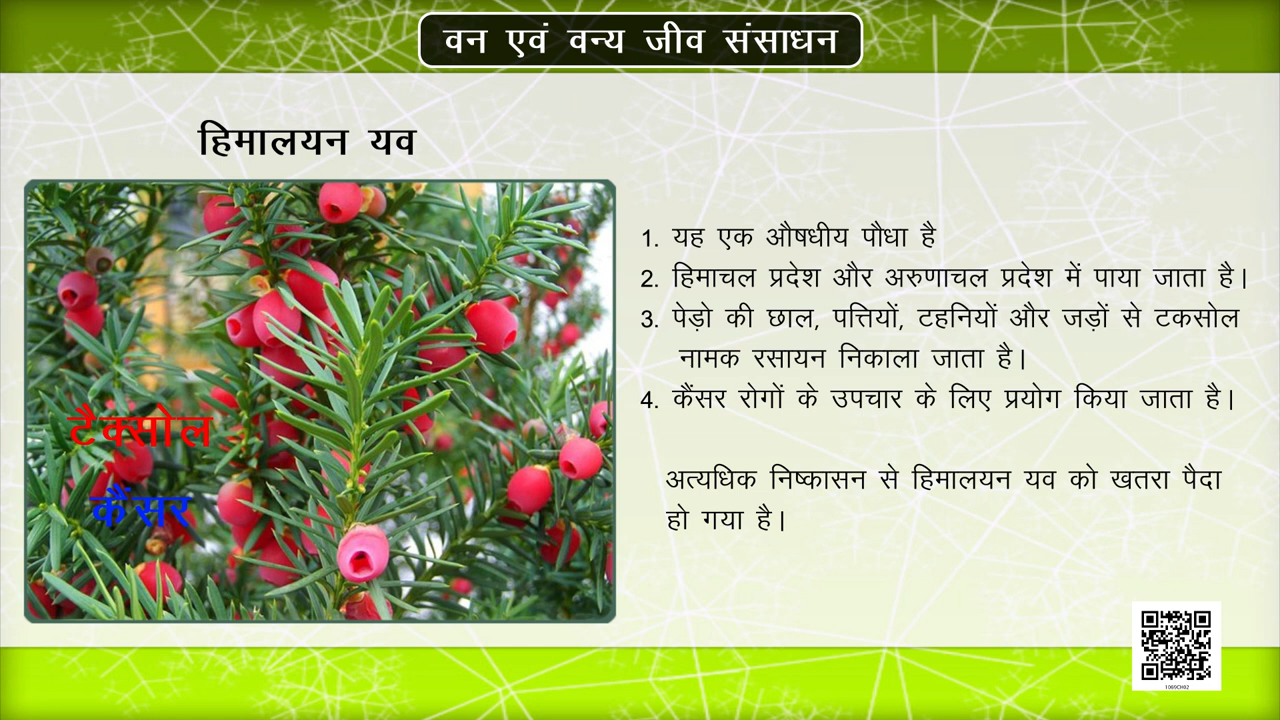 वन एवं वन्य जीव संसाधन
हिमालयन यव
टैक्सोल
कैंसर
1. यह एक औषधीय पौधा है
2. हिमाचल प्रदेश और अरुणाचल प्रदेश में पाया जाता है।
3. पेड़ो की छाल, पत्तियों, टहनियों और जड़ों से टकसोल
नामक रसायन निकाला जाता है।
4. कैंसर रोगों के उपचार के लिए प्रयोग किया जाता है।
अत्यधिक निष्कासन से हिमालयन यव को खतरा पैदा
हो गया है।
1069CH02